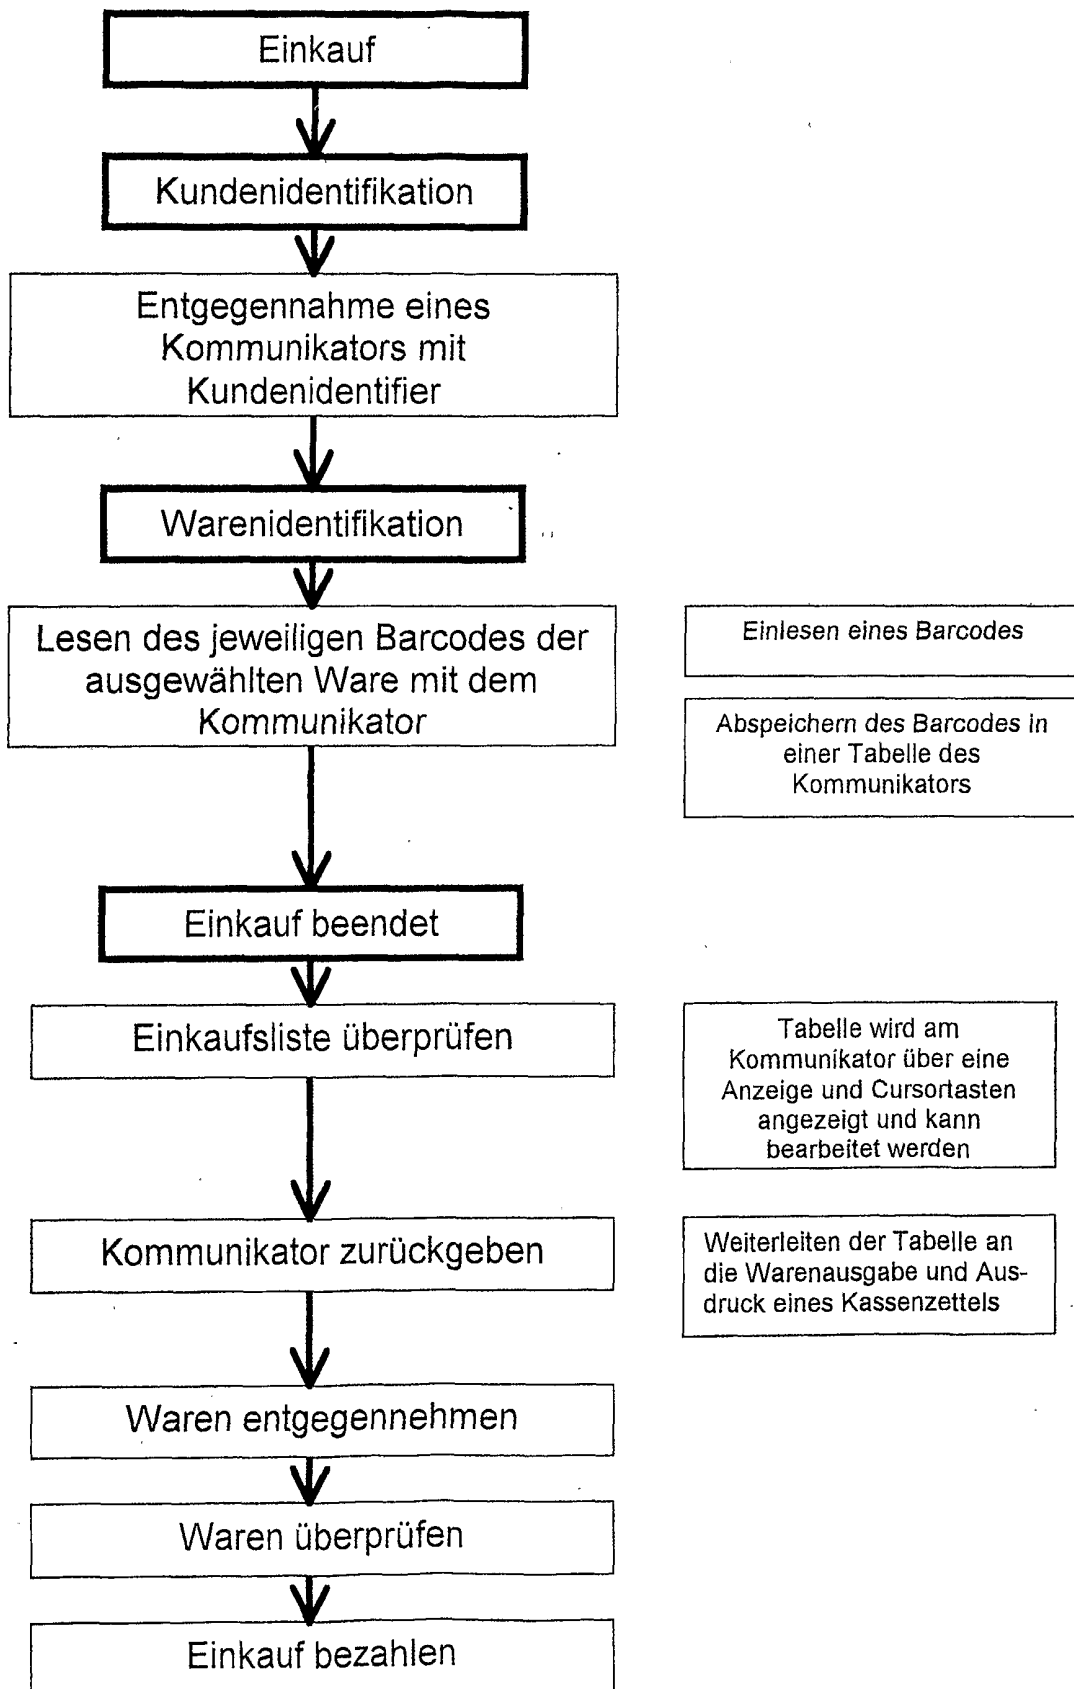 Einkauf
Kundenidentifikation
Entgegennahme eines
Kommunikators mit
Kundenidentifier
Warenidentifikation
Lesen des jeweiligen Barcodes der
ausgewählten Ware mit dem
Kommunikator
Einlesen eines Barcodes
Abspeichern des Barcodes in
einer Tabelle des
Kommunikators
Einkauf beendet
Einkaufsliste überprüfen
Tabelle wird am
Kommunikator über eine
Anzeige und Cursortasten
angezeigt und kann
bearbeitet werden
Kommunikator zurückgeben
Weiterleiten der Tabelle an
die Warenausgabe und Aus-
druck eines Kassenzettels
Waren entgegennehmen
Waren überprüfen
Einkauf bezahlen